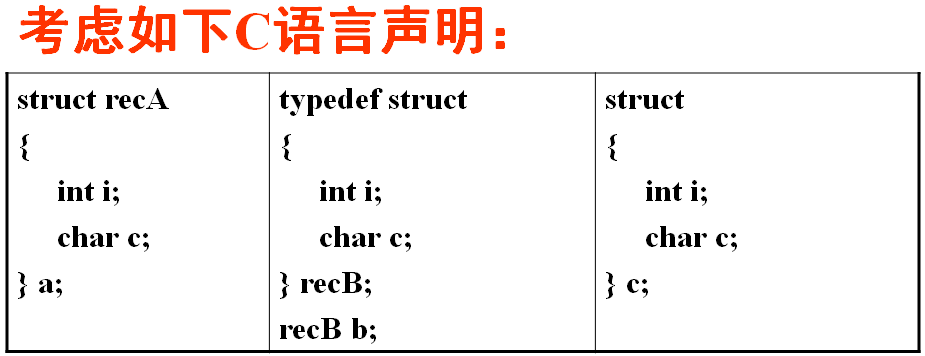 考虑如下C语言声明：
struct recA
{
int i;
char c;
} a;
typedef struct
{
int i;
char c;
} recB;
recB b;
struct
{
int i;
char c;
} c;